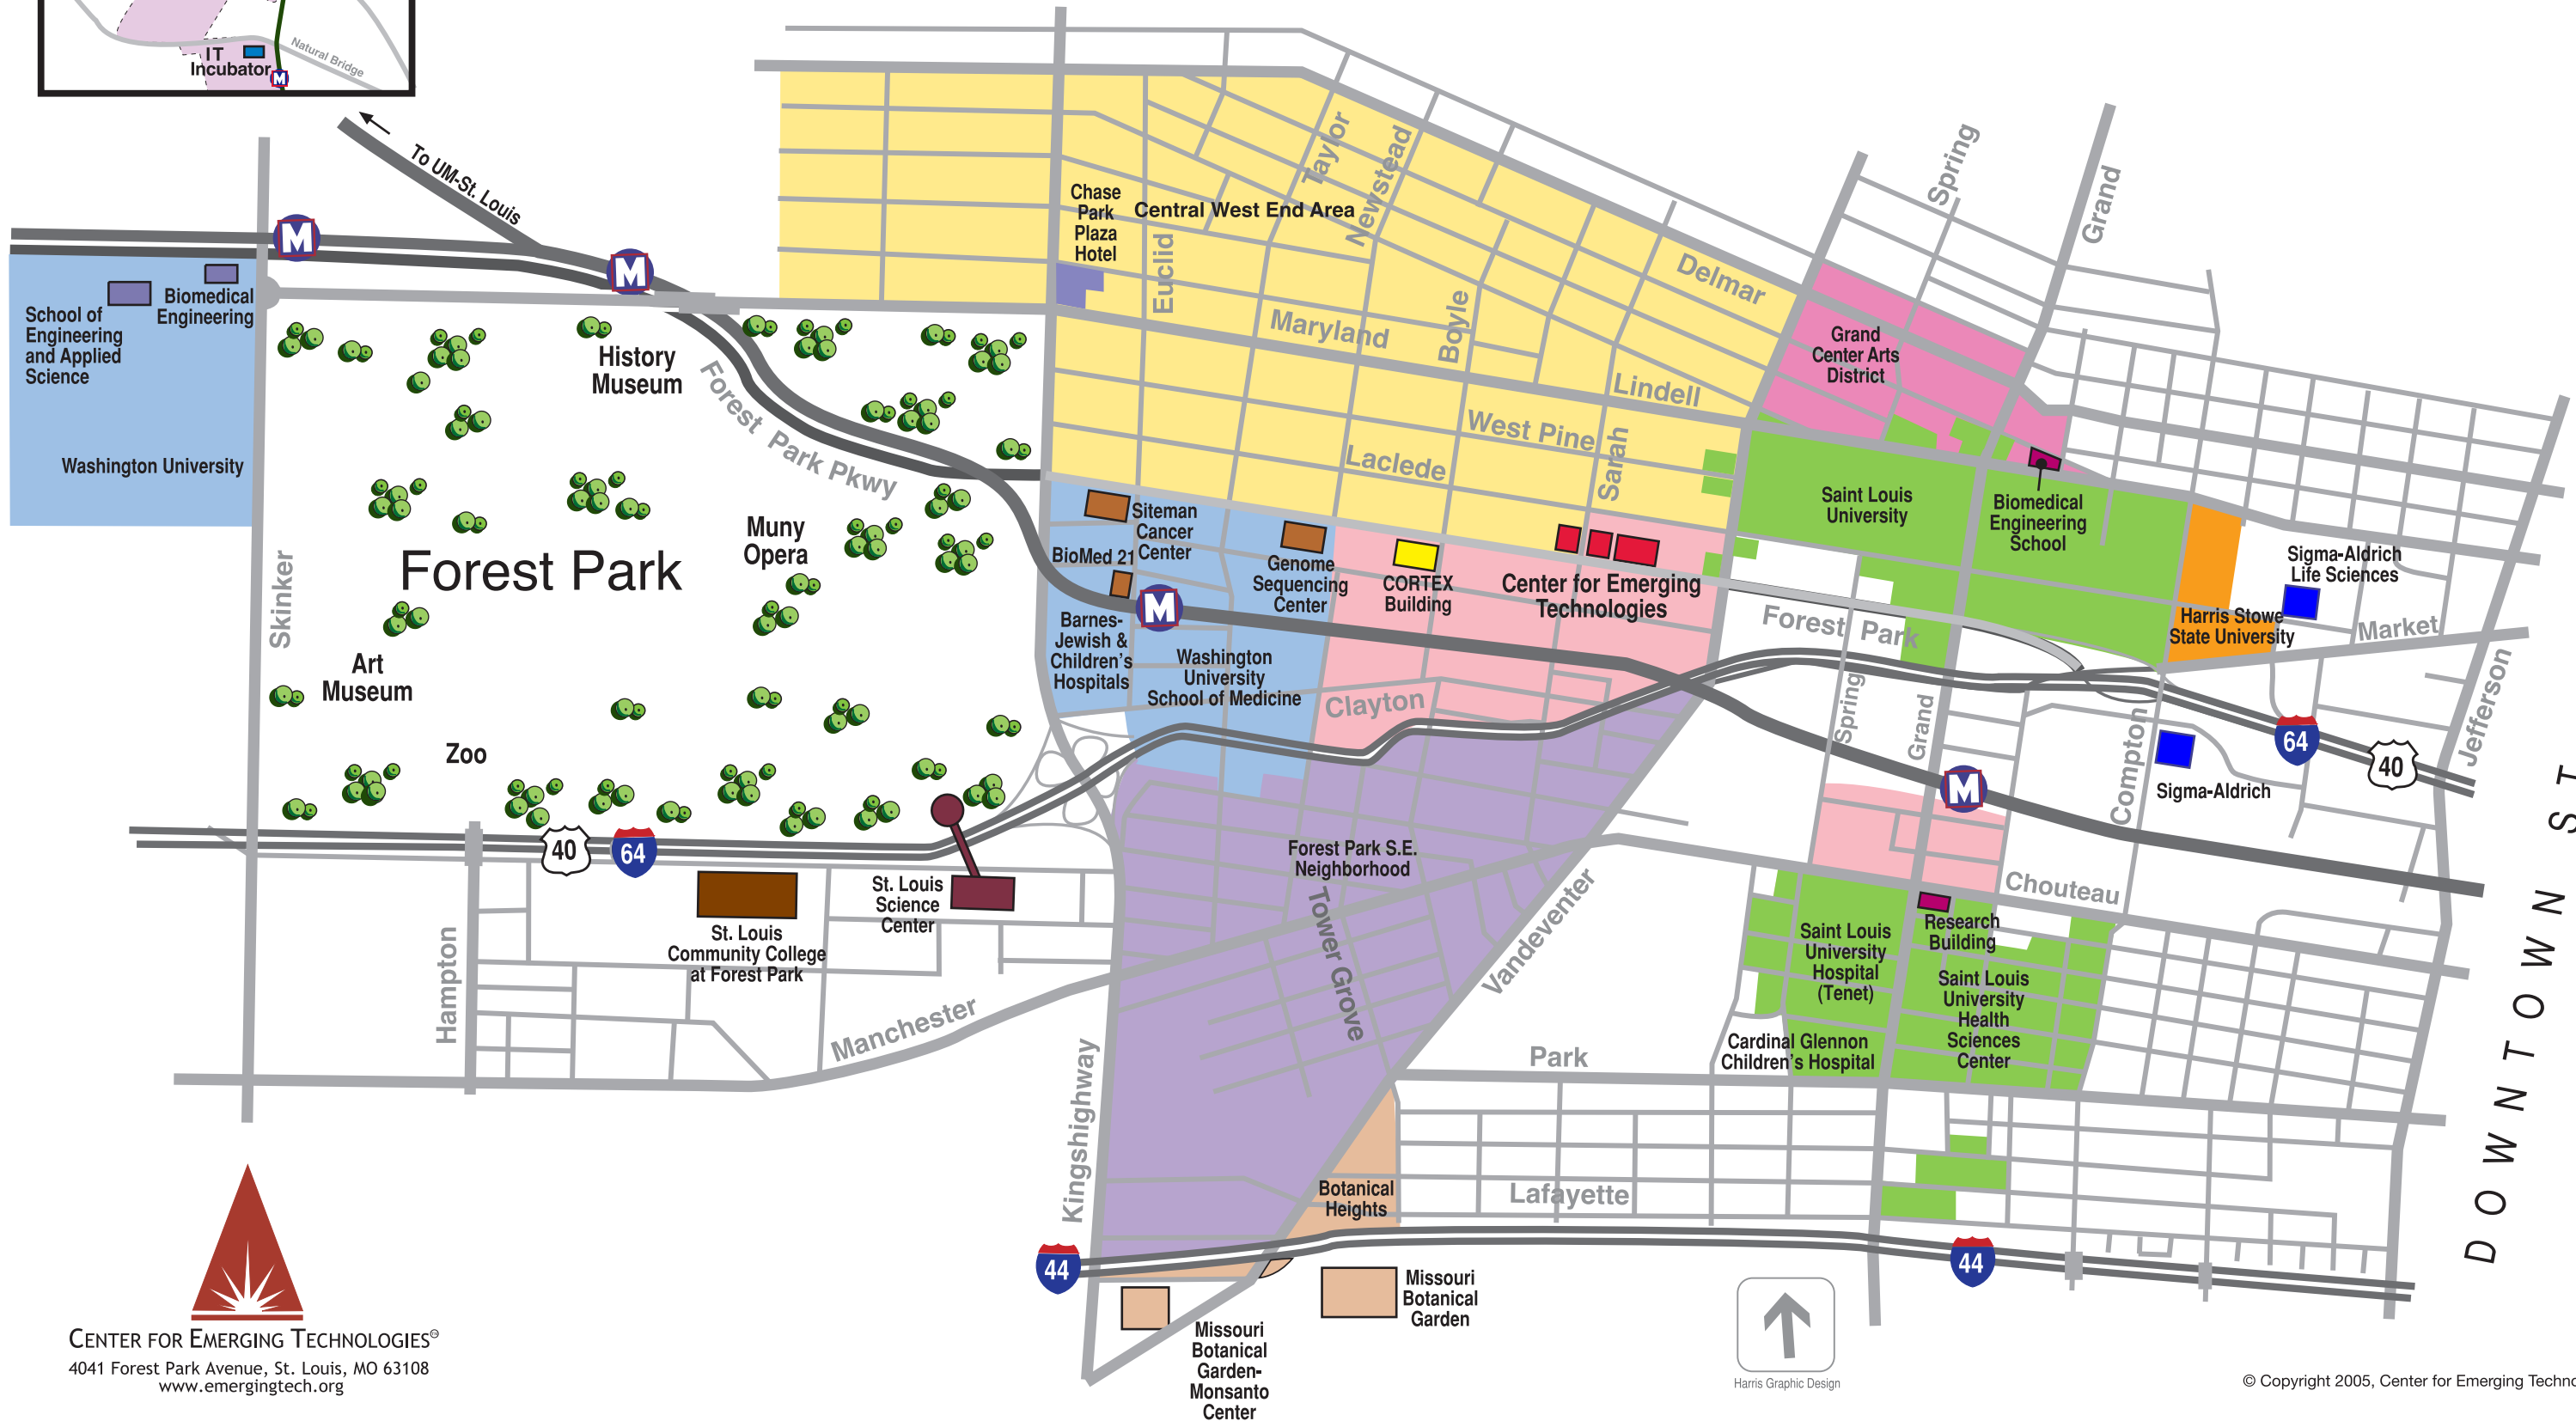 IT
Incubator
M
Natural Bridge
To UM-St. Louis
M
M
School of
Engineering
and Applied
Science
Biomedical
Engineering
Washington University
History
Museum
Forest Park Pkwy
Muny
Opera
Forest Park
Skinker
Art
Museum
Zoo
Chase
Park
Plaza
Hotel
Central West End Area
Euclid
Taylor
Newstead
Boyle
Maryland
Delmar
Lindell
West Pine
Laclede
Sarah
Spring
Grand
Grand
Center Arts
District
Saint Louis
University
Biomedical
Engineering
School
Sigma-Aldrich
Life Sciences
Harris Stowe
State University
Market
Jefferson
Siteman
Cancer
Center
BioMed 21
M
Genome
Sequencing
Center
CORTEX
Building
Center for Emerging
Technologies
Forest Park
Barnes-
Jewish &
Children's
Hospitals
Washington
University
School of Medicine
Clayton
Spring
Grand
Compton
64
40
Sigma-Aldrich
M
DOWNTOWN ST
40
64
St. Louis
Community College
at Forest Park
St. Louis
Science
Center
Hampton
Manchester
Forest Park S.E.
Neighborhood
Tower Grove
Vandeventer
Kingshighway
Chouteau
Saint Louis
University
Hospital
(Tenet)
Research
Building
Saint Louis
University
Health
Sciences
Center
Cardinal Glennon
Children's Hospital
Park
Lafayette
Botanical
Heights
44
44
Missouri
Botanical
Garden
Missouri
Botanical
Garden-
Monsanto
Center
CENTER FOR EMERGING TECHNOLOGIES
4041 Forest Park Avenue, St. Louis, MO 63108
www.emergingtech.org
Harris Graphic Design
© Copyright 2005, Center for Emerging Techno